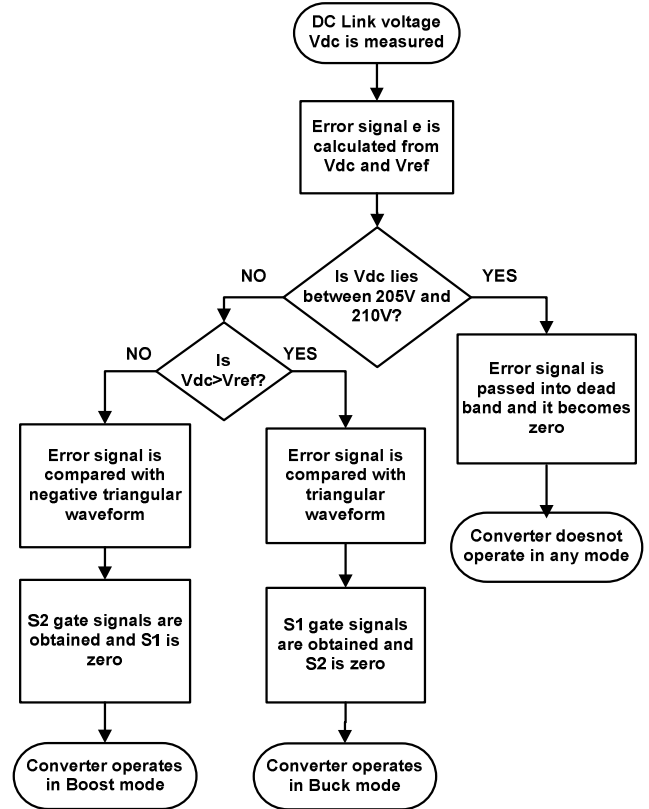 DC Link voltage
Vdc is measured
Error signal e is
calculated from
Vdc and Vref
Is Vdc lies
between 205V and
210V?
NO
YES
Is
Vdc>Vref?
NO
YES
Error signal is
passed into dead
band and it becomes
zero
Error signal is
compared with
negative triangular
waveform
Error signal is
compared with
triangular
waveform
Converter doesnot
operate in any mode
S2 gate signals are
obtained and S1 is
zero
S1 gate signals
are obtained and
S2 is zero
Converter operates
in Boost mode
Converter operates
in Buck mode